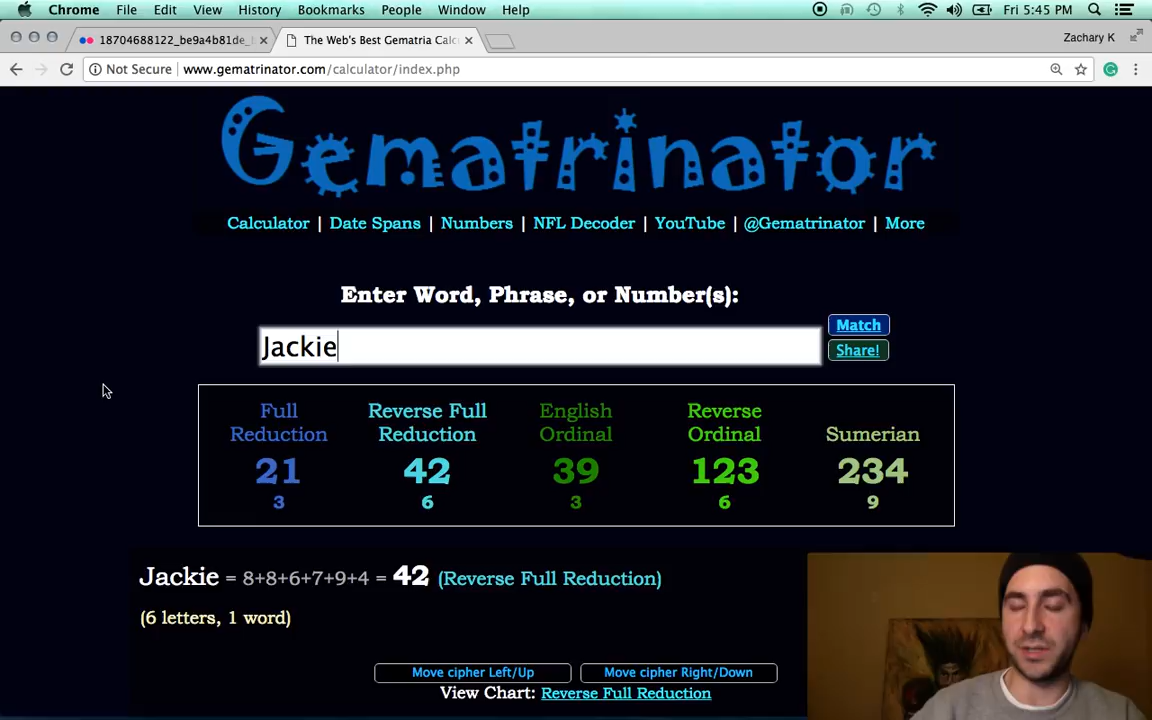 Chrome File Edit View History Bookmarks People Window Help Fri 5:45 PM
18704688122_be9a4b81de_ The Web's Best Gematria Calc Zachary K
Not Secure www.gematrinator.com/calculator/index.php
Gematrinator
Calculator | Date Spans | Numbers | NFL Decoder | YouTube | @Gematrinator | More
Enter Word, Phrase, or Number(s):
Match
Jackie
Share!
Full Reduction
Reverse Full Reduction
English Ordinal
Reverse Ordinal
Sumerian
21 42 39 123 234
3 6 3 6 9
Jackie = 8+8+6+7+9+4 = 42 (Reverse Full Reduction)
(6 letters, 1 word)
Move cipher Left/Up Move cipher Right/Down
View Chart: Reverse Full Reduction